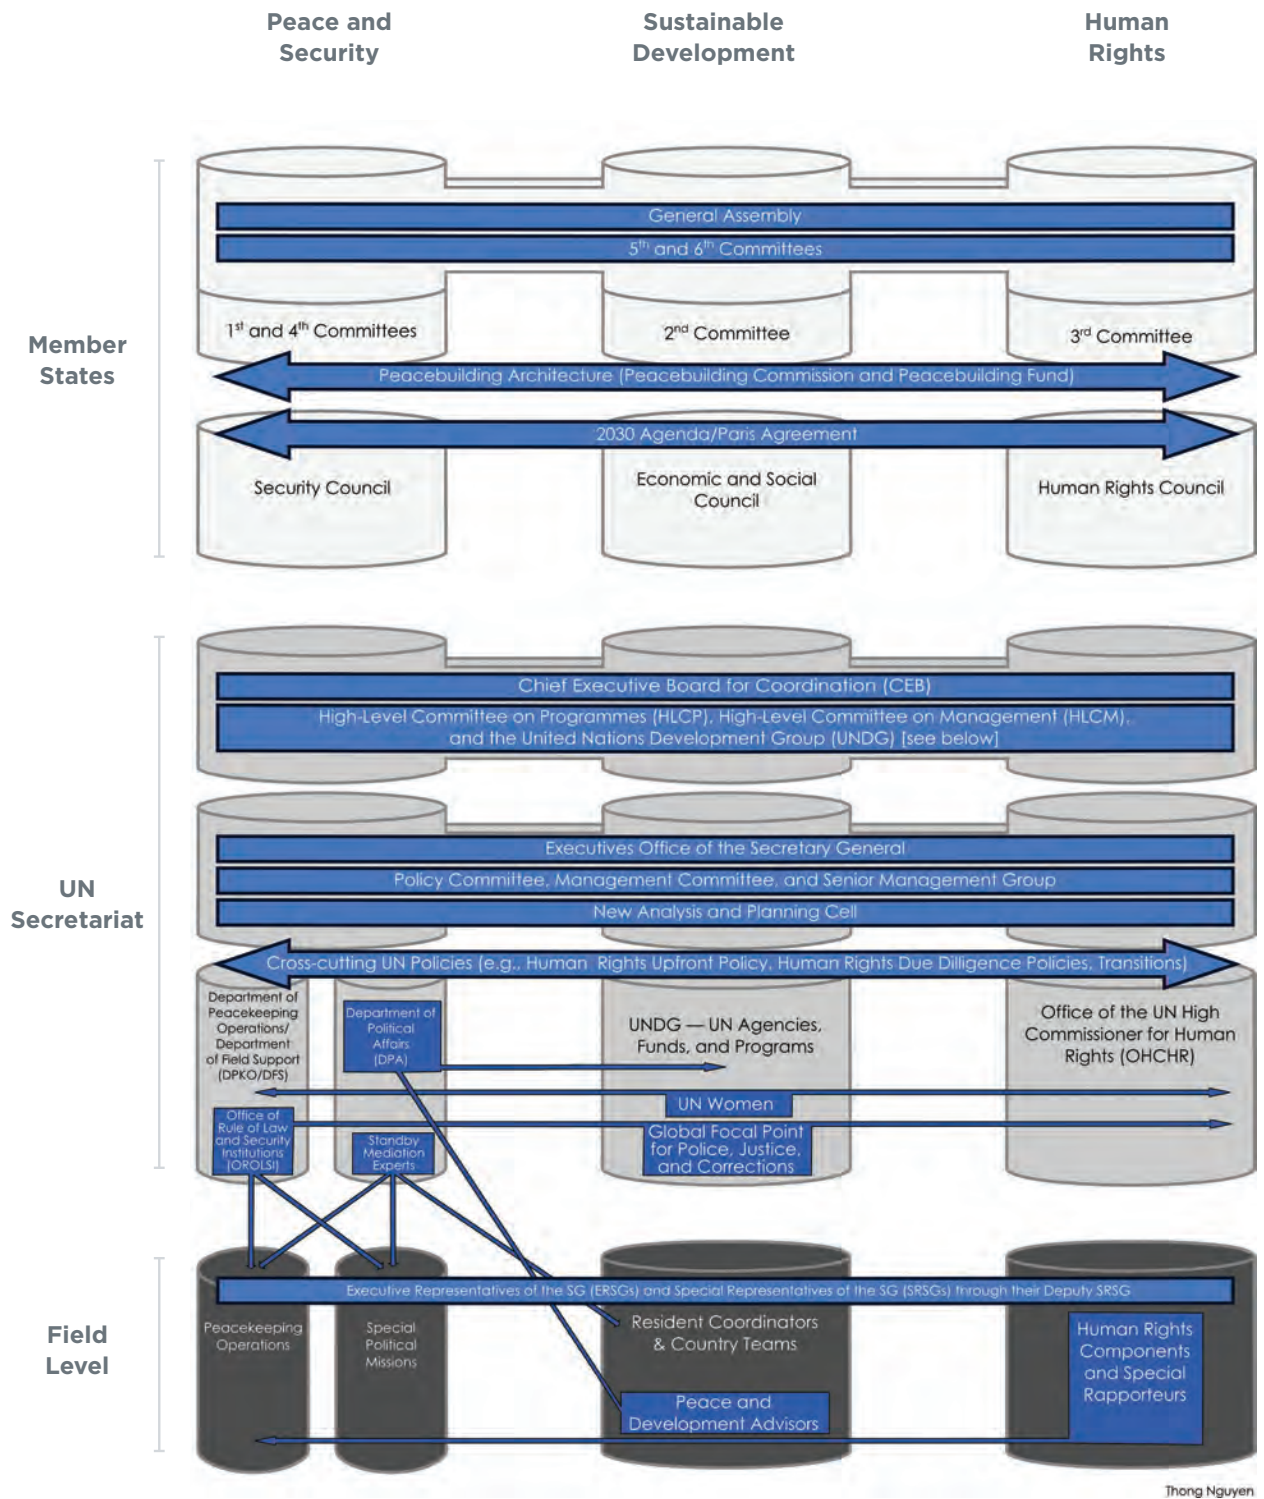 Peace and
Security
Sustainable
Development
Human
Rights
Member
States
General Assembly
5th and 6th Committees
1st and 4th Committees
2nd Committee
3rd Committee
Peacebuilding Architecture (Peacebuilding Commission and Peacebuilding Fund)
2030 Agenda/Paris Agreement
Security Council
Economic and Social
Council
Human Rights Council
UN
Secretariat
Chief Executive Board for Coordination (CEB)
High-Level Committee on Programmes (HLCP), High-Level Committee on Management (HLCM),
and the United Nations Development Group (UNDG) [see below]
Executives Office of the Secretary General
Policy Committee, Management Committee, and Senior Management Group
New Analysis and Planning Cell
Cross-cutting UN Policies (e.g., Human Rights Upfront Policy, Human Rights Due Dilligence Policies, Transitions)
Department of
Peacekeeping
Operations/
Department
of Field Support
(DPKO/DFS)
Department of
Political
Affairs
(DPA)
UNDG — UN Agencies,
Funds, and Programs
Office of the UN High
Commissioner for Human
Rights (OHCHR)
UN Women
Office of
Rule of Law
and Security
Institutions
(OROLSI)
Standby
Mediation
Experts
Global Focal Point
for Police, Justice,
and Corrections
Field
Level
Executive Representatives of the SG (ERSGs) and Special Representatives of the SG (SRSGs) through their Deputy SRSG
Peacekeeping
Operations
Special
Political
Missions
Resident Coordinators
& Country Teams
Human Rights
Components
and Special
Rapporteurs
Peace and
Development Advisors
Thong Nguyen